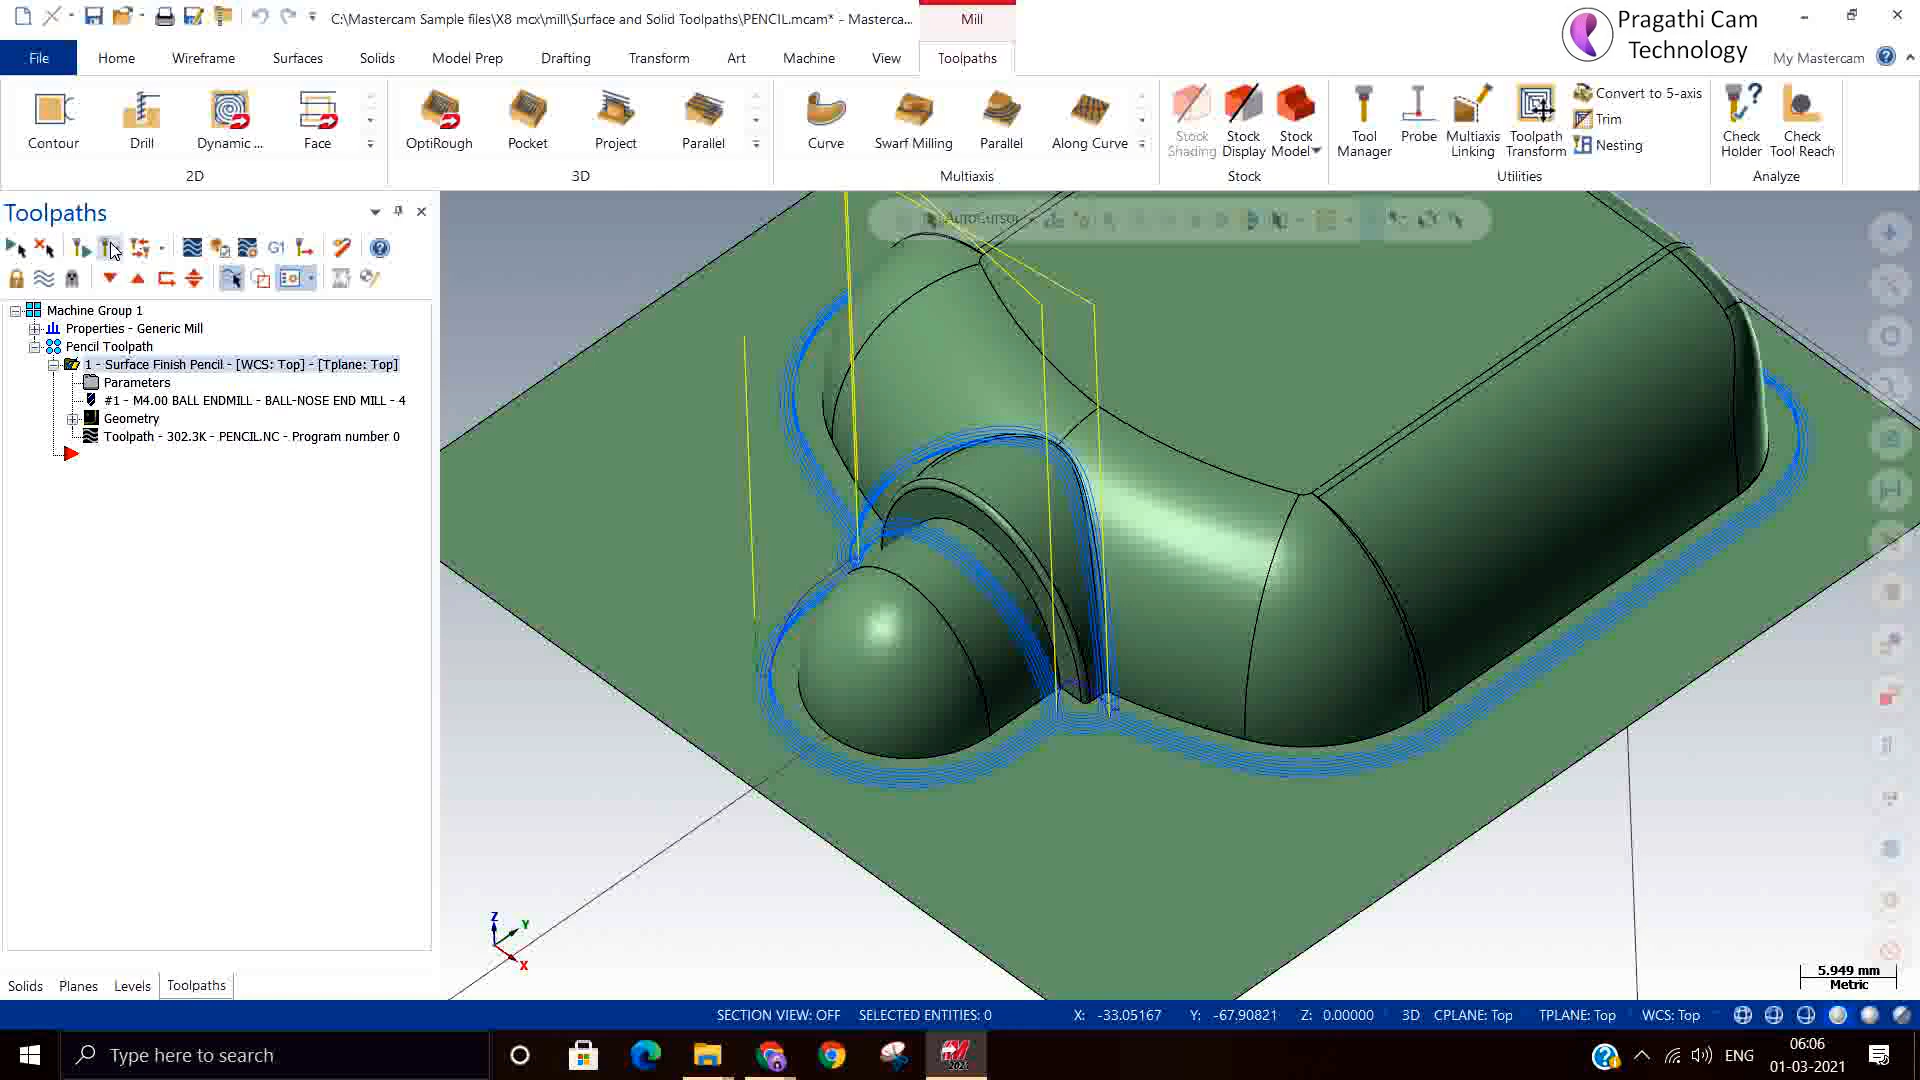 C:\Mastercam Sample files\X8 mcx\mill\Surface and Solid Toolpaths\PENCIL.mcam* - Masterca...
Mill
Pragathi Cam
Technology
File
Home
Wireframe
Surfaces
Solids
Model Prep
Drafting
Transform
Art
Machine
View
Toolpaths
My Mastercam
Contour
Drill
Dynamic ...
Face
2D
OptiRough
Pocket
Project
Parallel
3D
Curve
Swarf Milling
Parallel
Along Curve
Multiaxis
Stock
Shading
Stock
Display
Stock
Model
Stock
Tool
Manager
Probe
Multiaxis
Linking
Toolpath
Transform
Convert to 5-axis
Trim
Nesting
Utilities
Check
Holder
Check
Tool Reach
Analyze
Toolpaths
G1
AutoCursor
Machine Group 1
Properties - Generic Mill
Pencil Toolpath
1 - Surface Finish Pencil - [WCS: Top] - [Tplane: Top]
Parameters
#1 - M4.00 BALL ENDMILL - BALL-NOSE END MILL - 4
Geometry
Toolpath - 302.3K - PENCIL.NC - Program number 0
Z
Y
X
5.949 mm
Metric
Solids
Planes
Levels
Toolpaths
SECTION VIEW: OFF
SELECTED ENTITIES: 0
X: -33.05167
Y: -67.90821
Z: 0.00000
3D
CPLANE: Top
TPLANE: Top
WCS: Top
Type here to search
2021
ENG
06:06
01-03-2021